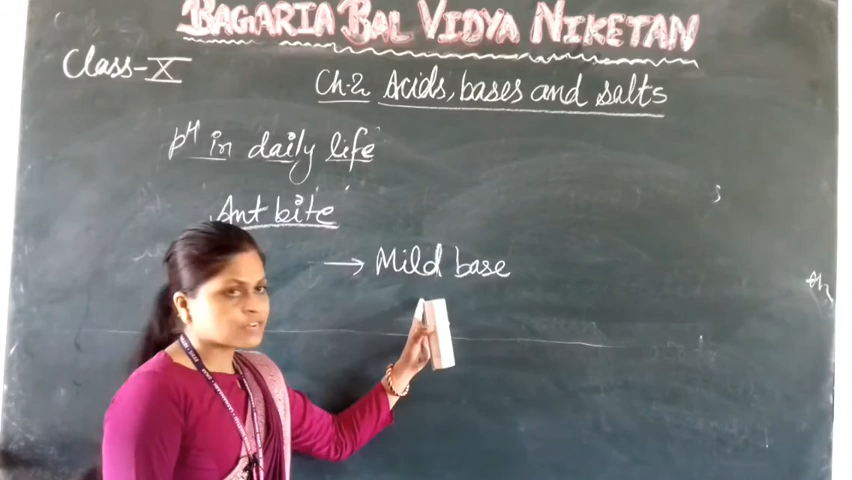 BAGARIA BAL VIDYA NIKETAN
Class-X
Ch-2 Acids, bases and salts
pH in daily life
Ant bite
→ Mild base